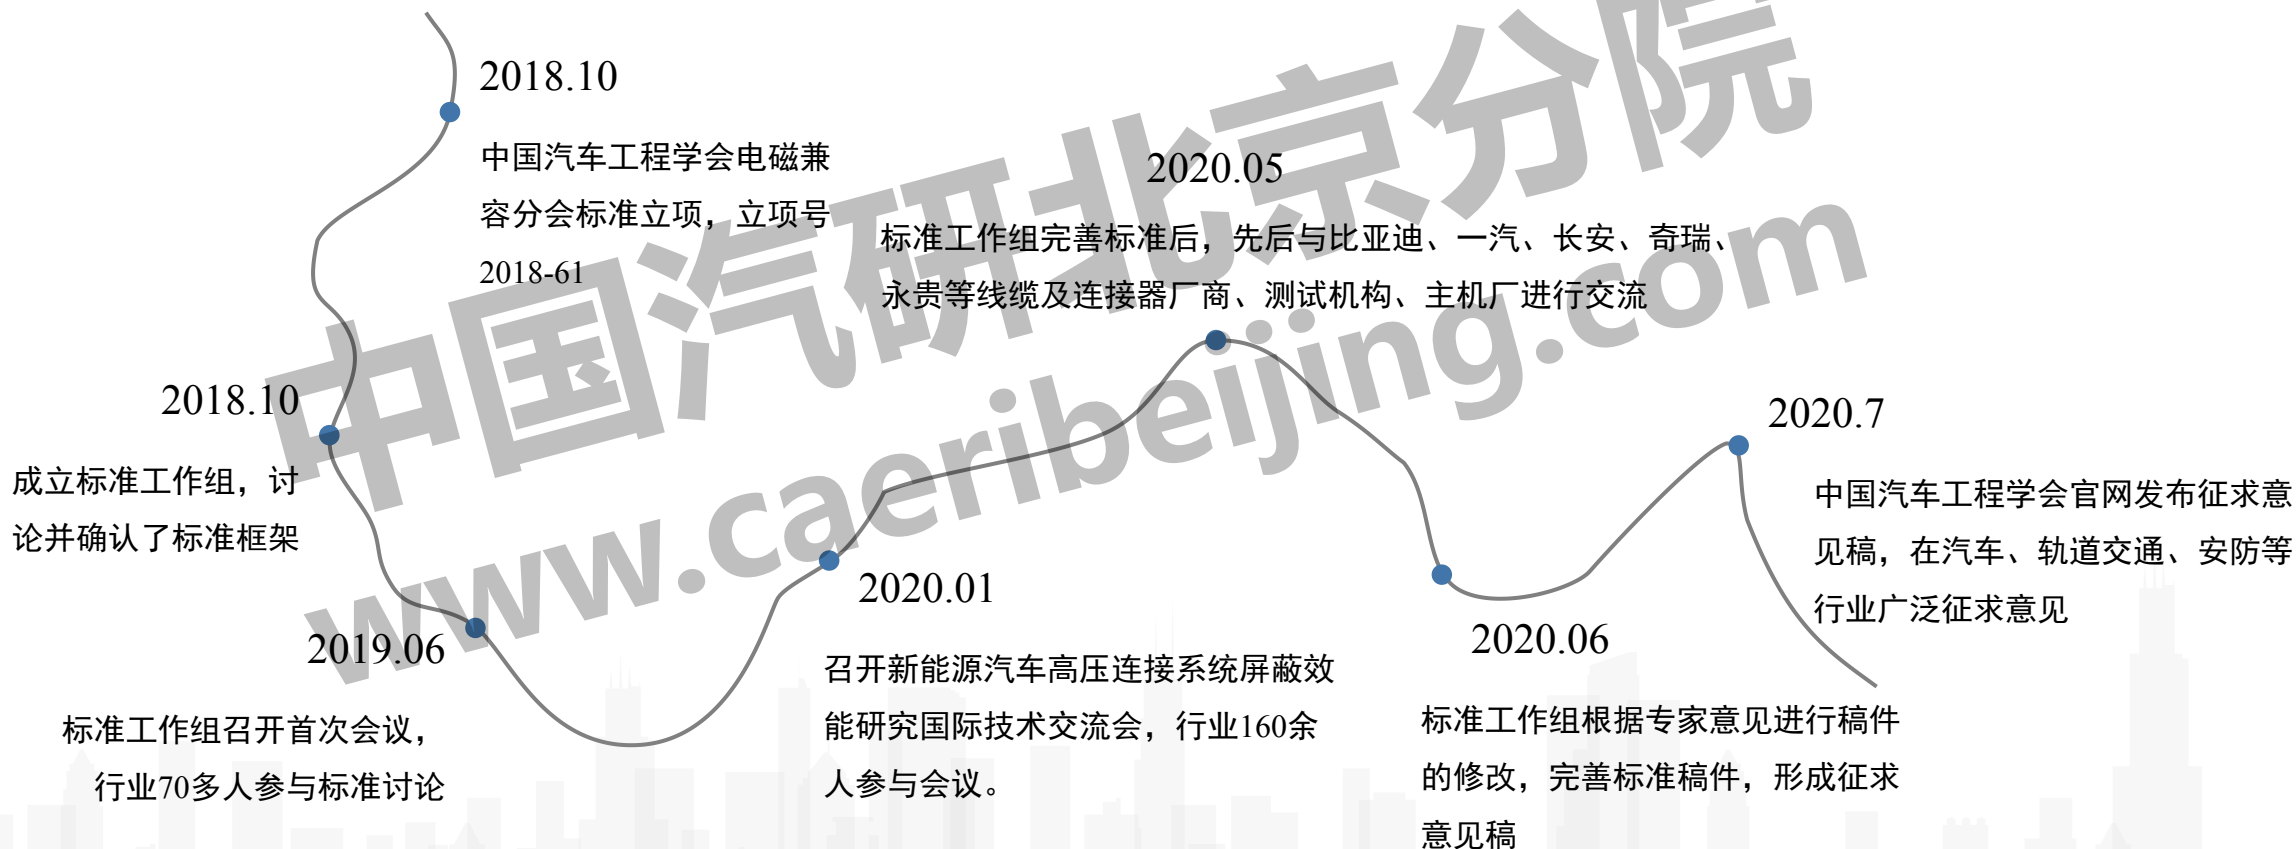 2018.10
中国汽车工程学会电磁兼
容分会标准立项，立项号
2018-61
2018.10
成立标准工作组，讨
论并确认了标准框架
2019.06
标准工作组召开首次会议，
行业70多人参与标准讨论
2020.01
召开新能源汽车高压连接系统屏蔽效
能研究国际技术交流会，行业160余
人参与会议。
2020.05
标准工作组完善标准后，先后与比亚迪、一汽、长安、奇瑞、
永贵等线缆及连接器厂商、测试机构、主机厂进行交流
2020.06
标准工作组根据专家意见进行稿件
的修改，完善标准稿件，形成征求
意见稿
2020.7
中国汽车工程学会官网发布征求意
见稿，在汽车、轨道交通、安防等
行业广泛征求意见
中国汽研北京分院
www.caeribeijing.com